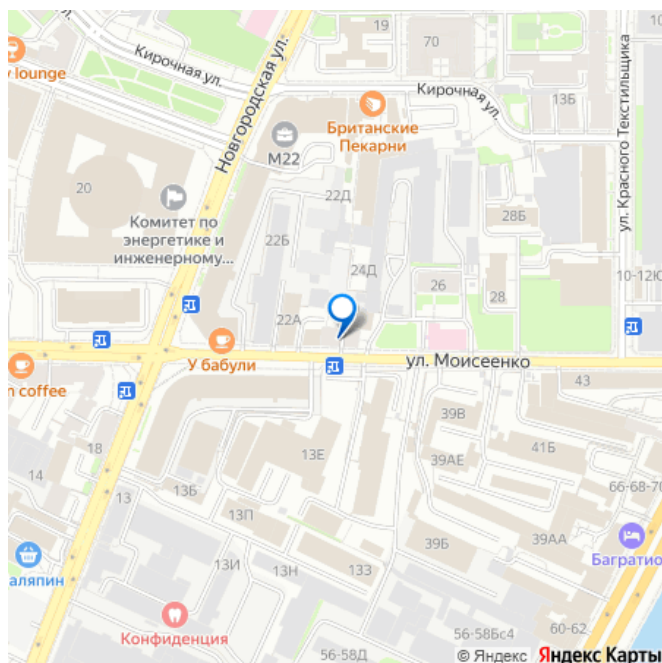 19
70
10
Кирочная ул.
y lounge
Новгородская ул.
Кирочная ул.
13Б
ул. Красного Текстильщика
Британские
Пекарни
М22
20
22Д
Комитет по
энергетике и
инженерному...
22Б
28Б
24Д
26
28
10-12Ю
22А
У бабули
ул. Моисеенко
n coffee
43
39В
13Е
41Б
18
39АЕ
14
13
13Б
66-68-70
13П
39Б
39АА
аляпин
13И
13Н
133
Багратио
Конфиденция
56-58Бс4
60-62
56-58Д
© Яндекс Яндекс Карты